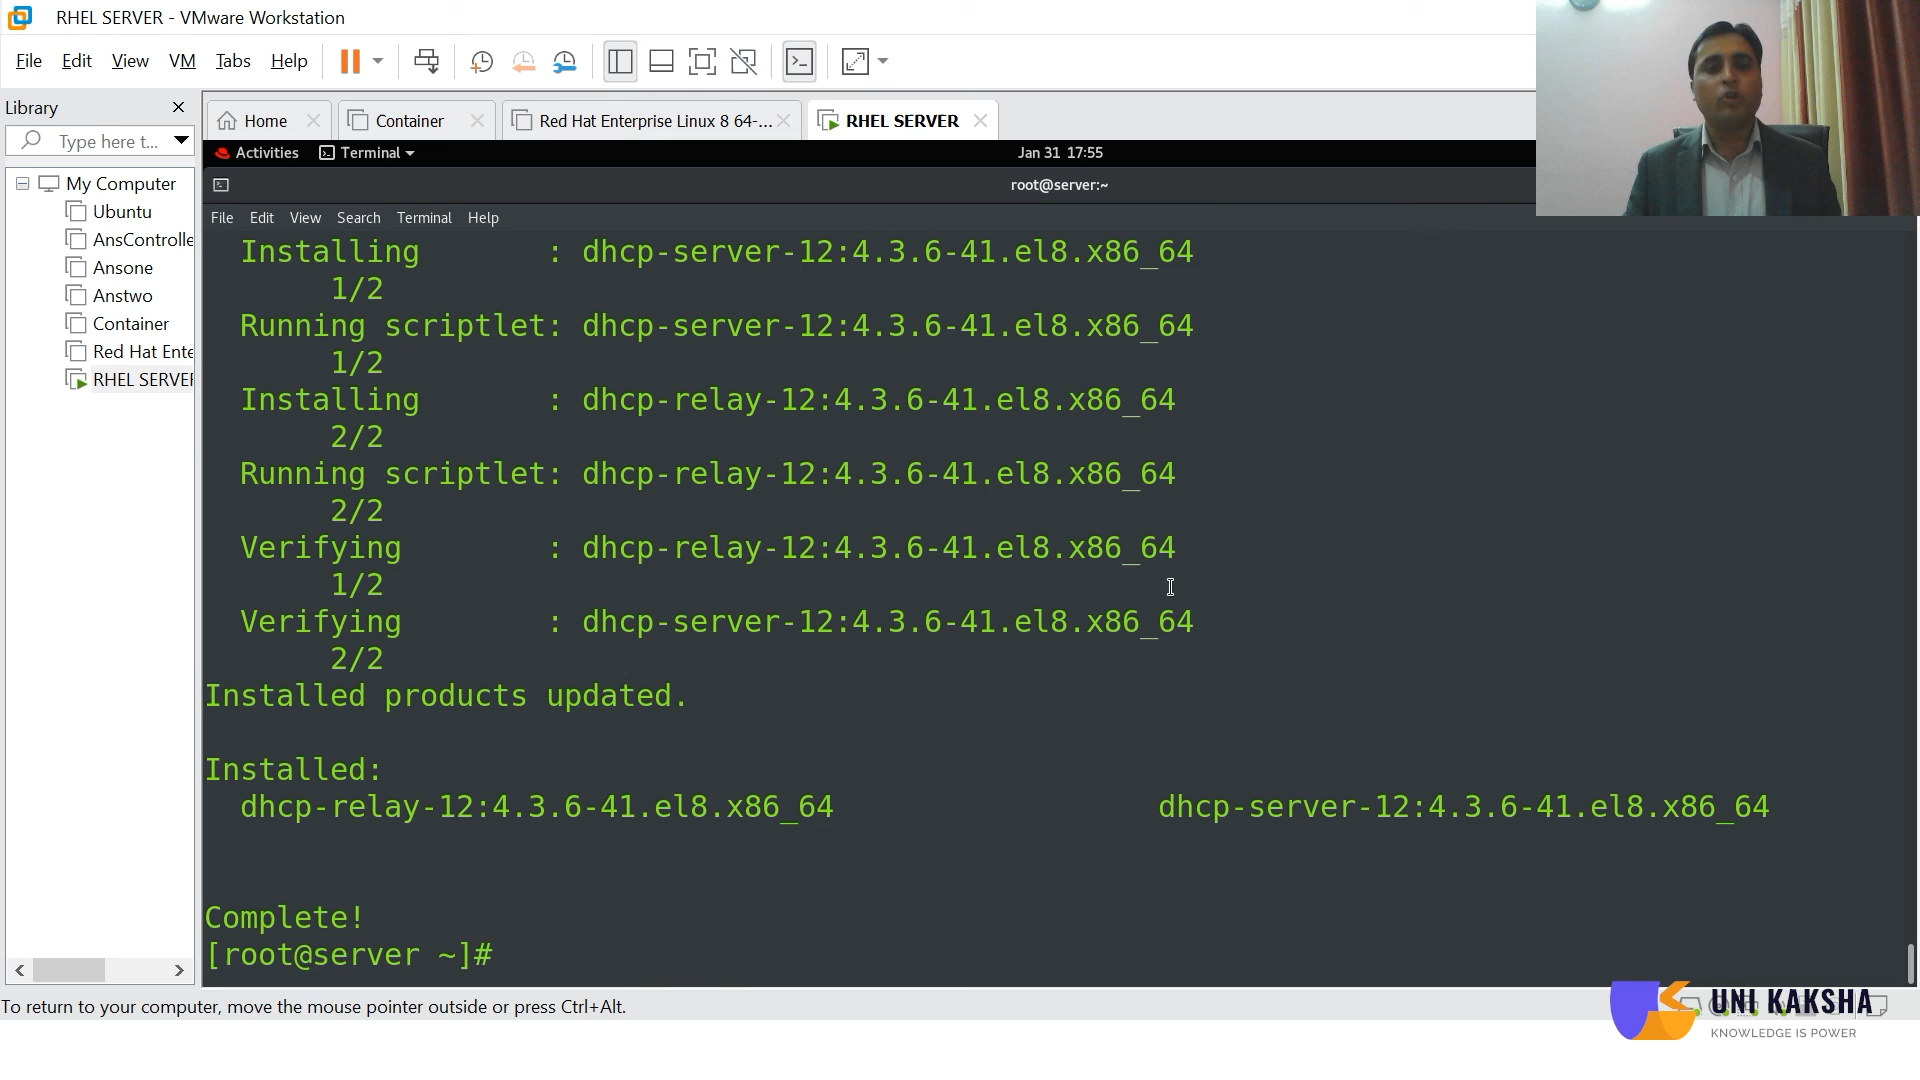 RHEL SERVER - VMware Workstation
File Edit View VM Tabs Help
Library
Home Container Red Hat Enterprise Linux 8 64-... RHEL SERVER
Type here t...
Activities Terminal Jan 31 17:55
My Computer
Ubuntu
AnsControlle
Ansone
Anstwo
Container
Red Hat Ente
RHEL SERVER
root@server:~
File Edit View Search Terminal Help
Installing : dhcp-server-12:4.3.6-41.el8.x86_64
1/2
Running scriptlet: dhcp-server-12:4.3.6-41.el8.x86_64
1/2
Installing : dhcp-relay-12:4.3.6-41.el8.x86_64
2/2
Running scriptlet: dhcp-relay-12:4.3.6-41.el8.x86_64
2/2
Verifying : dhcp-relay-12:4.3.6-41.el8.x86_64
1/2
Verifying : dhcp-server-12:4.3.6-41.el8.x86_64
2/2
Installed products updated.
Installed:
dhcp-relay-12:4.3.6-41.el8.x86_64 dhcp-server-12:4.3.6-41.el8.x86_64
Complete!
[root@server ~]#
To return to your computer, move the mouse pointer outside or press Ctrl+Alt.
UNI KAKSHA
KNOWLEDGE IS POWER